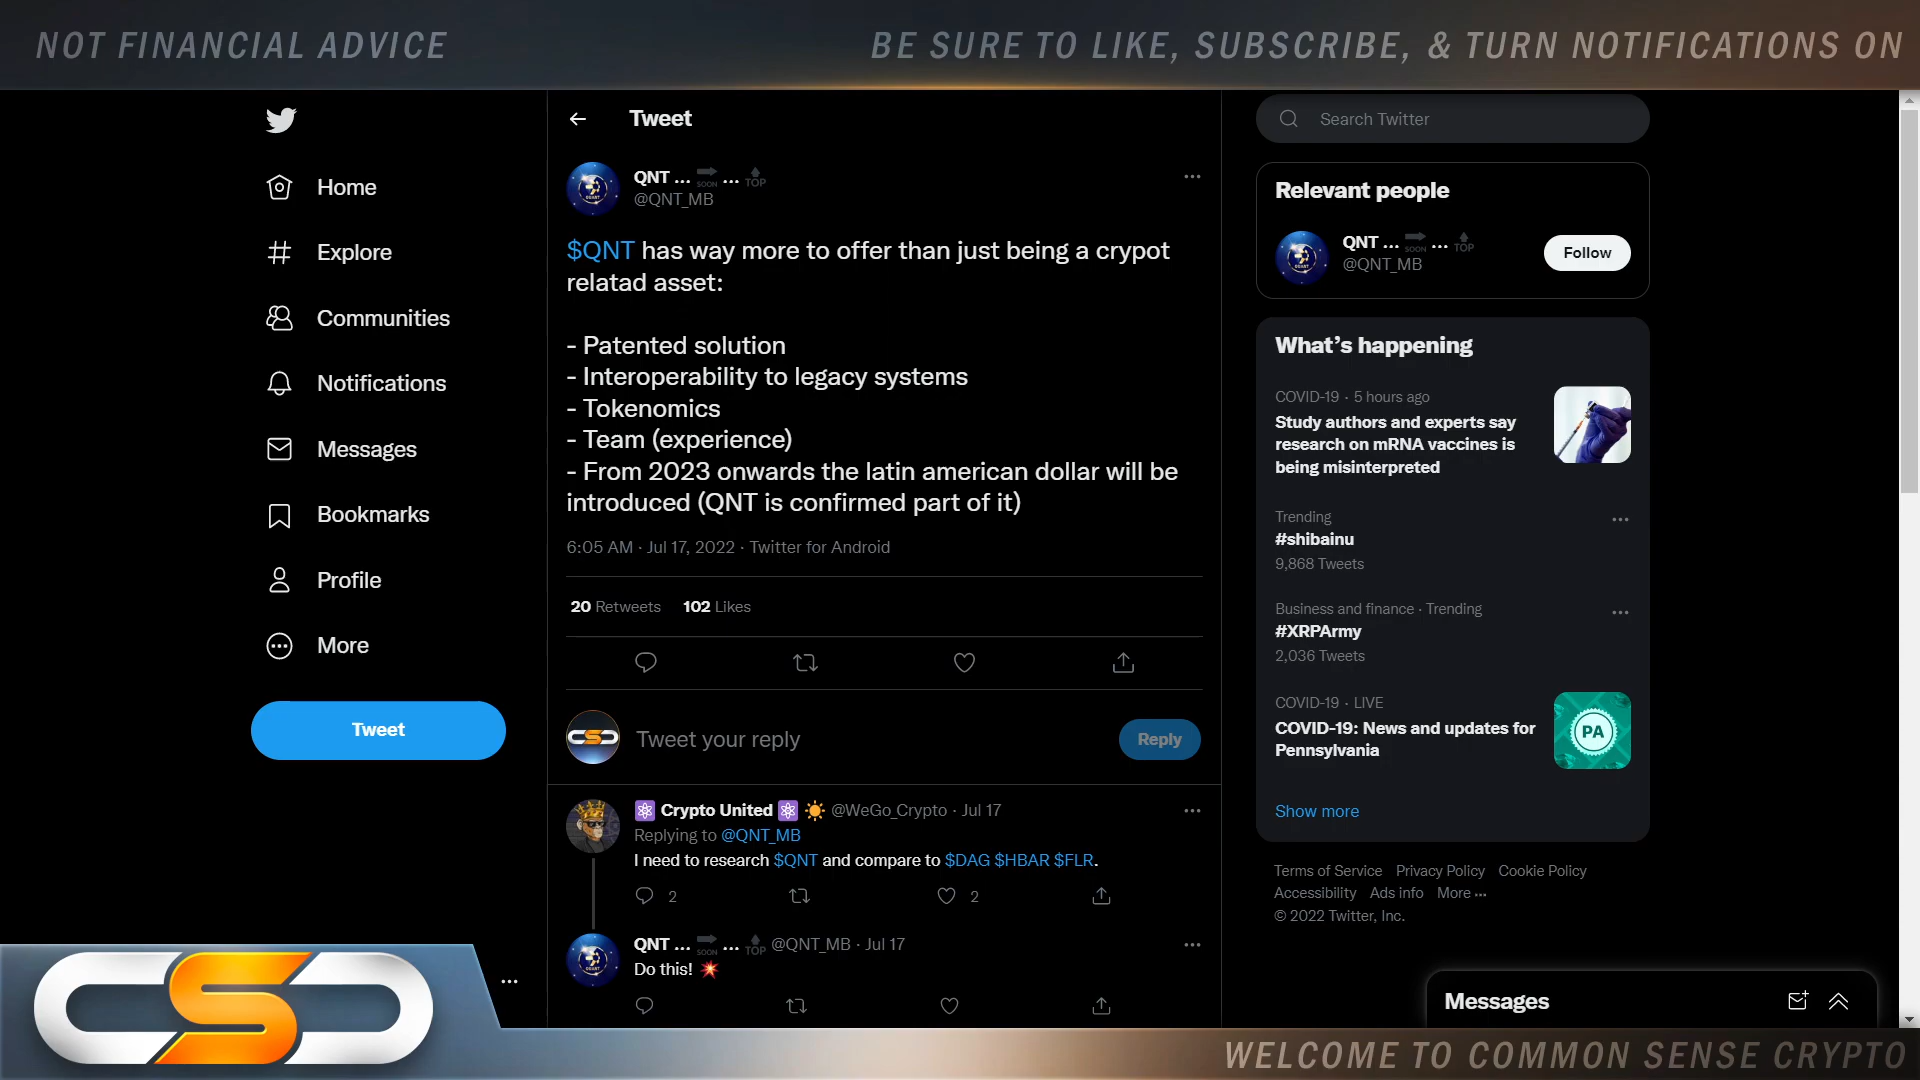 NOT FINANCIAL ADVICE
BE SURE TO LIKE, SUBSCRIBE, & TURN NOTIFICATIONS ON
Home
Explore
Communities
Notifications
Messages
Bookmarks
Profile
More
Tweet
Tweet
QNT ... SOON ... TOP
@QNT_MB
$QNT has way more to offer than just being a crypot
relatad asset:
- Patented solution
- Interoperability to legacy systems
- Tokenomics
- Team (experience)
- From 2023 onwards the latin american dollar will be
introduced (QNT is confirmed part of it)
6:05 AM · Jul 17, 2022 · Twitter for Android
20 Retweets 102 Likes
Tweet your reply
Reply
Crypto United @WeGo_Crypto · Jul 17
Replying to @QNT_MB
I need to research $QNT and compare to $DAG $HBAR $FLR.
2 2
QNT ... SOON ... TOP @QNT_MB · Jul 17
Do this!
Search Twitter
Relevant people
QNT ... SOON ... TOP
@QNT_MB
Follow
What's happening
COVID-19 · 5 hours ago
Study authors and experts say
research on mRNA vaccines is
being misinterpreted
Trending
#shibainu
9,868 Tweets
Business and finance · Trending
#XRPArmy
2,036 Tweets
COVID-19 · LIVE
COVID-19: News and updates for
Pennsylvania
PA
Show more
Terms of Service Privacy Policy Cookie Policy
Accessibility Ads info More ...
© 2022 Twitter, Inc.
Messages
CSC
WELCOME TO COMMON SENSE CRYPTO